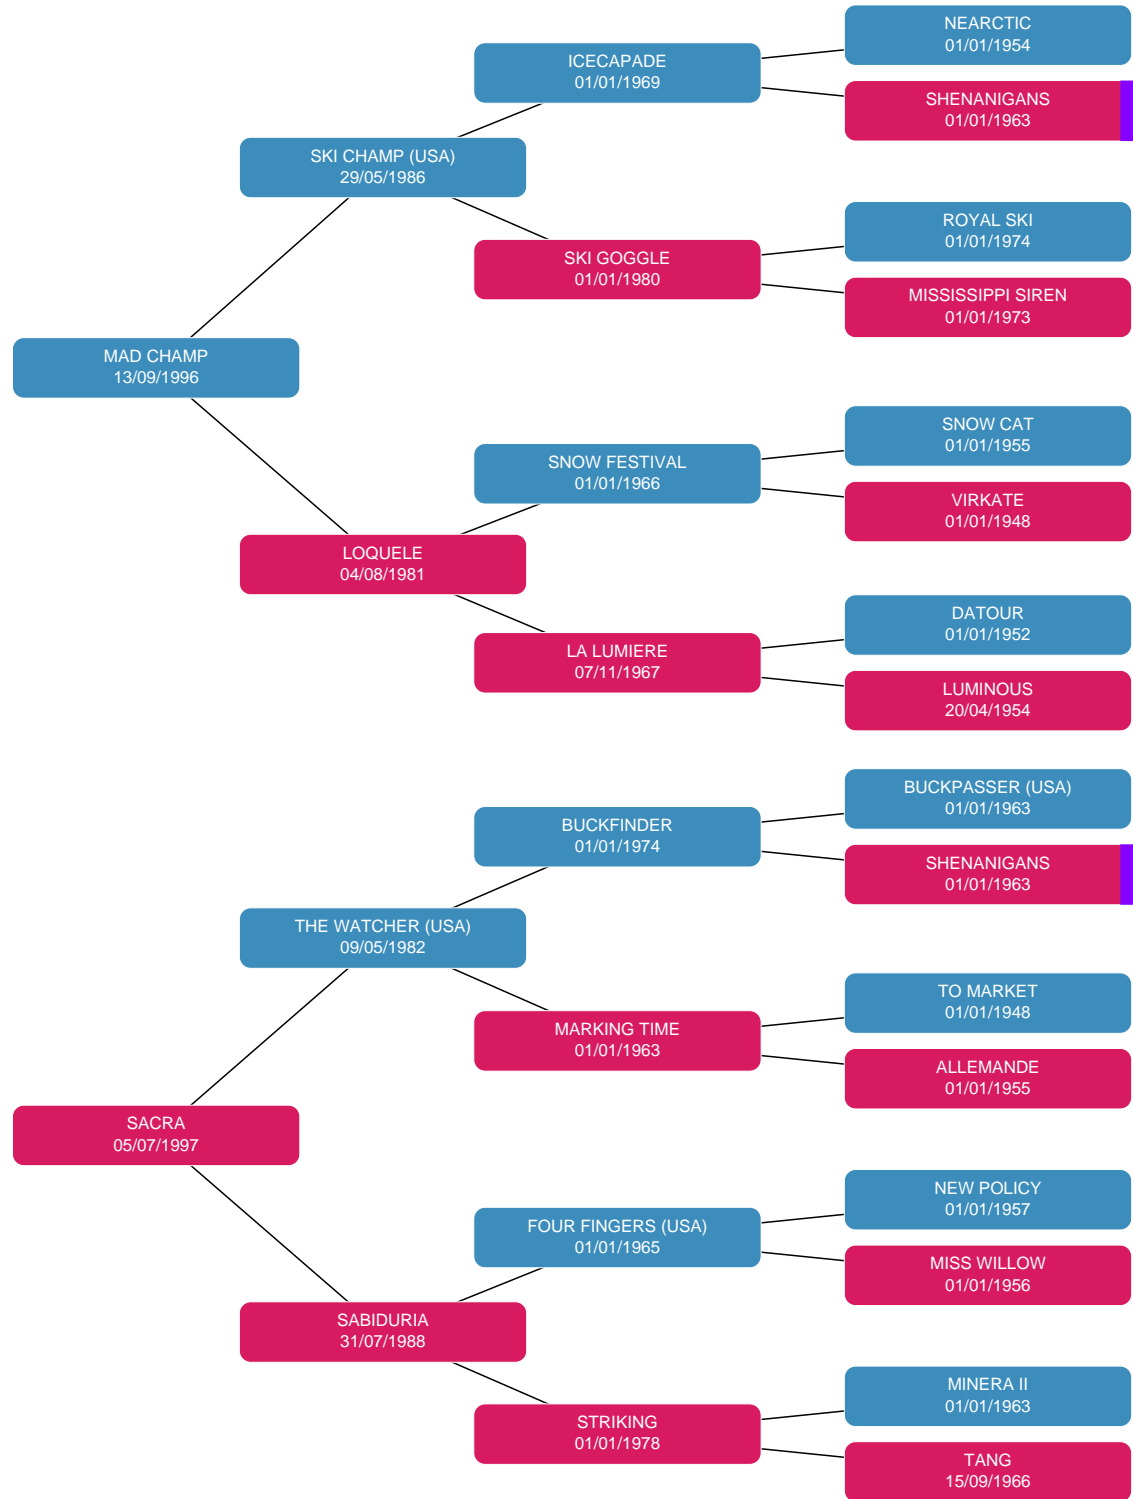 NEARCTIC
01/01/1954
ICECAPADE
01/01/1969
SHENANIGANS
01/01/1963
SKI CHAMP (USA)
29/05/1986
ROYAL SKI
01/01/1974
SKI GOGGLE
01/01/1980
MISSISSIPPI SIREN
01/01/1973
MAD CHAMP
13/09/1996
SNOW CAT
01/01/1955
SNOW FESTIVAL
01/01/1966
VIRKATE
01/01/1948
LOQUELE
04/08/1981
DATOUR
01/01/1952
LA LUMIERE
07/11/1967
LUMINOUS
20/04/1954
BUCKPASSER (USA)
01/01/1963
BUCKFINDER
01/01/1974
SHENANIGANS
01/01/1963
THE WATCHER (USA)
09/05/1982
TO MARKET
01/01/1948
MARKING TIME
01/01/1963
ALLEMANDE
01/01/1955
SACRA
05/07/1997
NEW POLICY
01/01/1957
FOUR FINGERS (USA)
01/01/1965
MISS WILLOW
01/01/1956
SABIDURIA
31/07/1988
MINERA II
01/01/1963
STRIKING
01/01/1978
TANG
15/09/1966